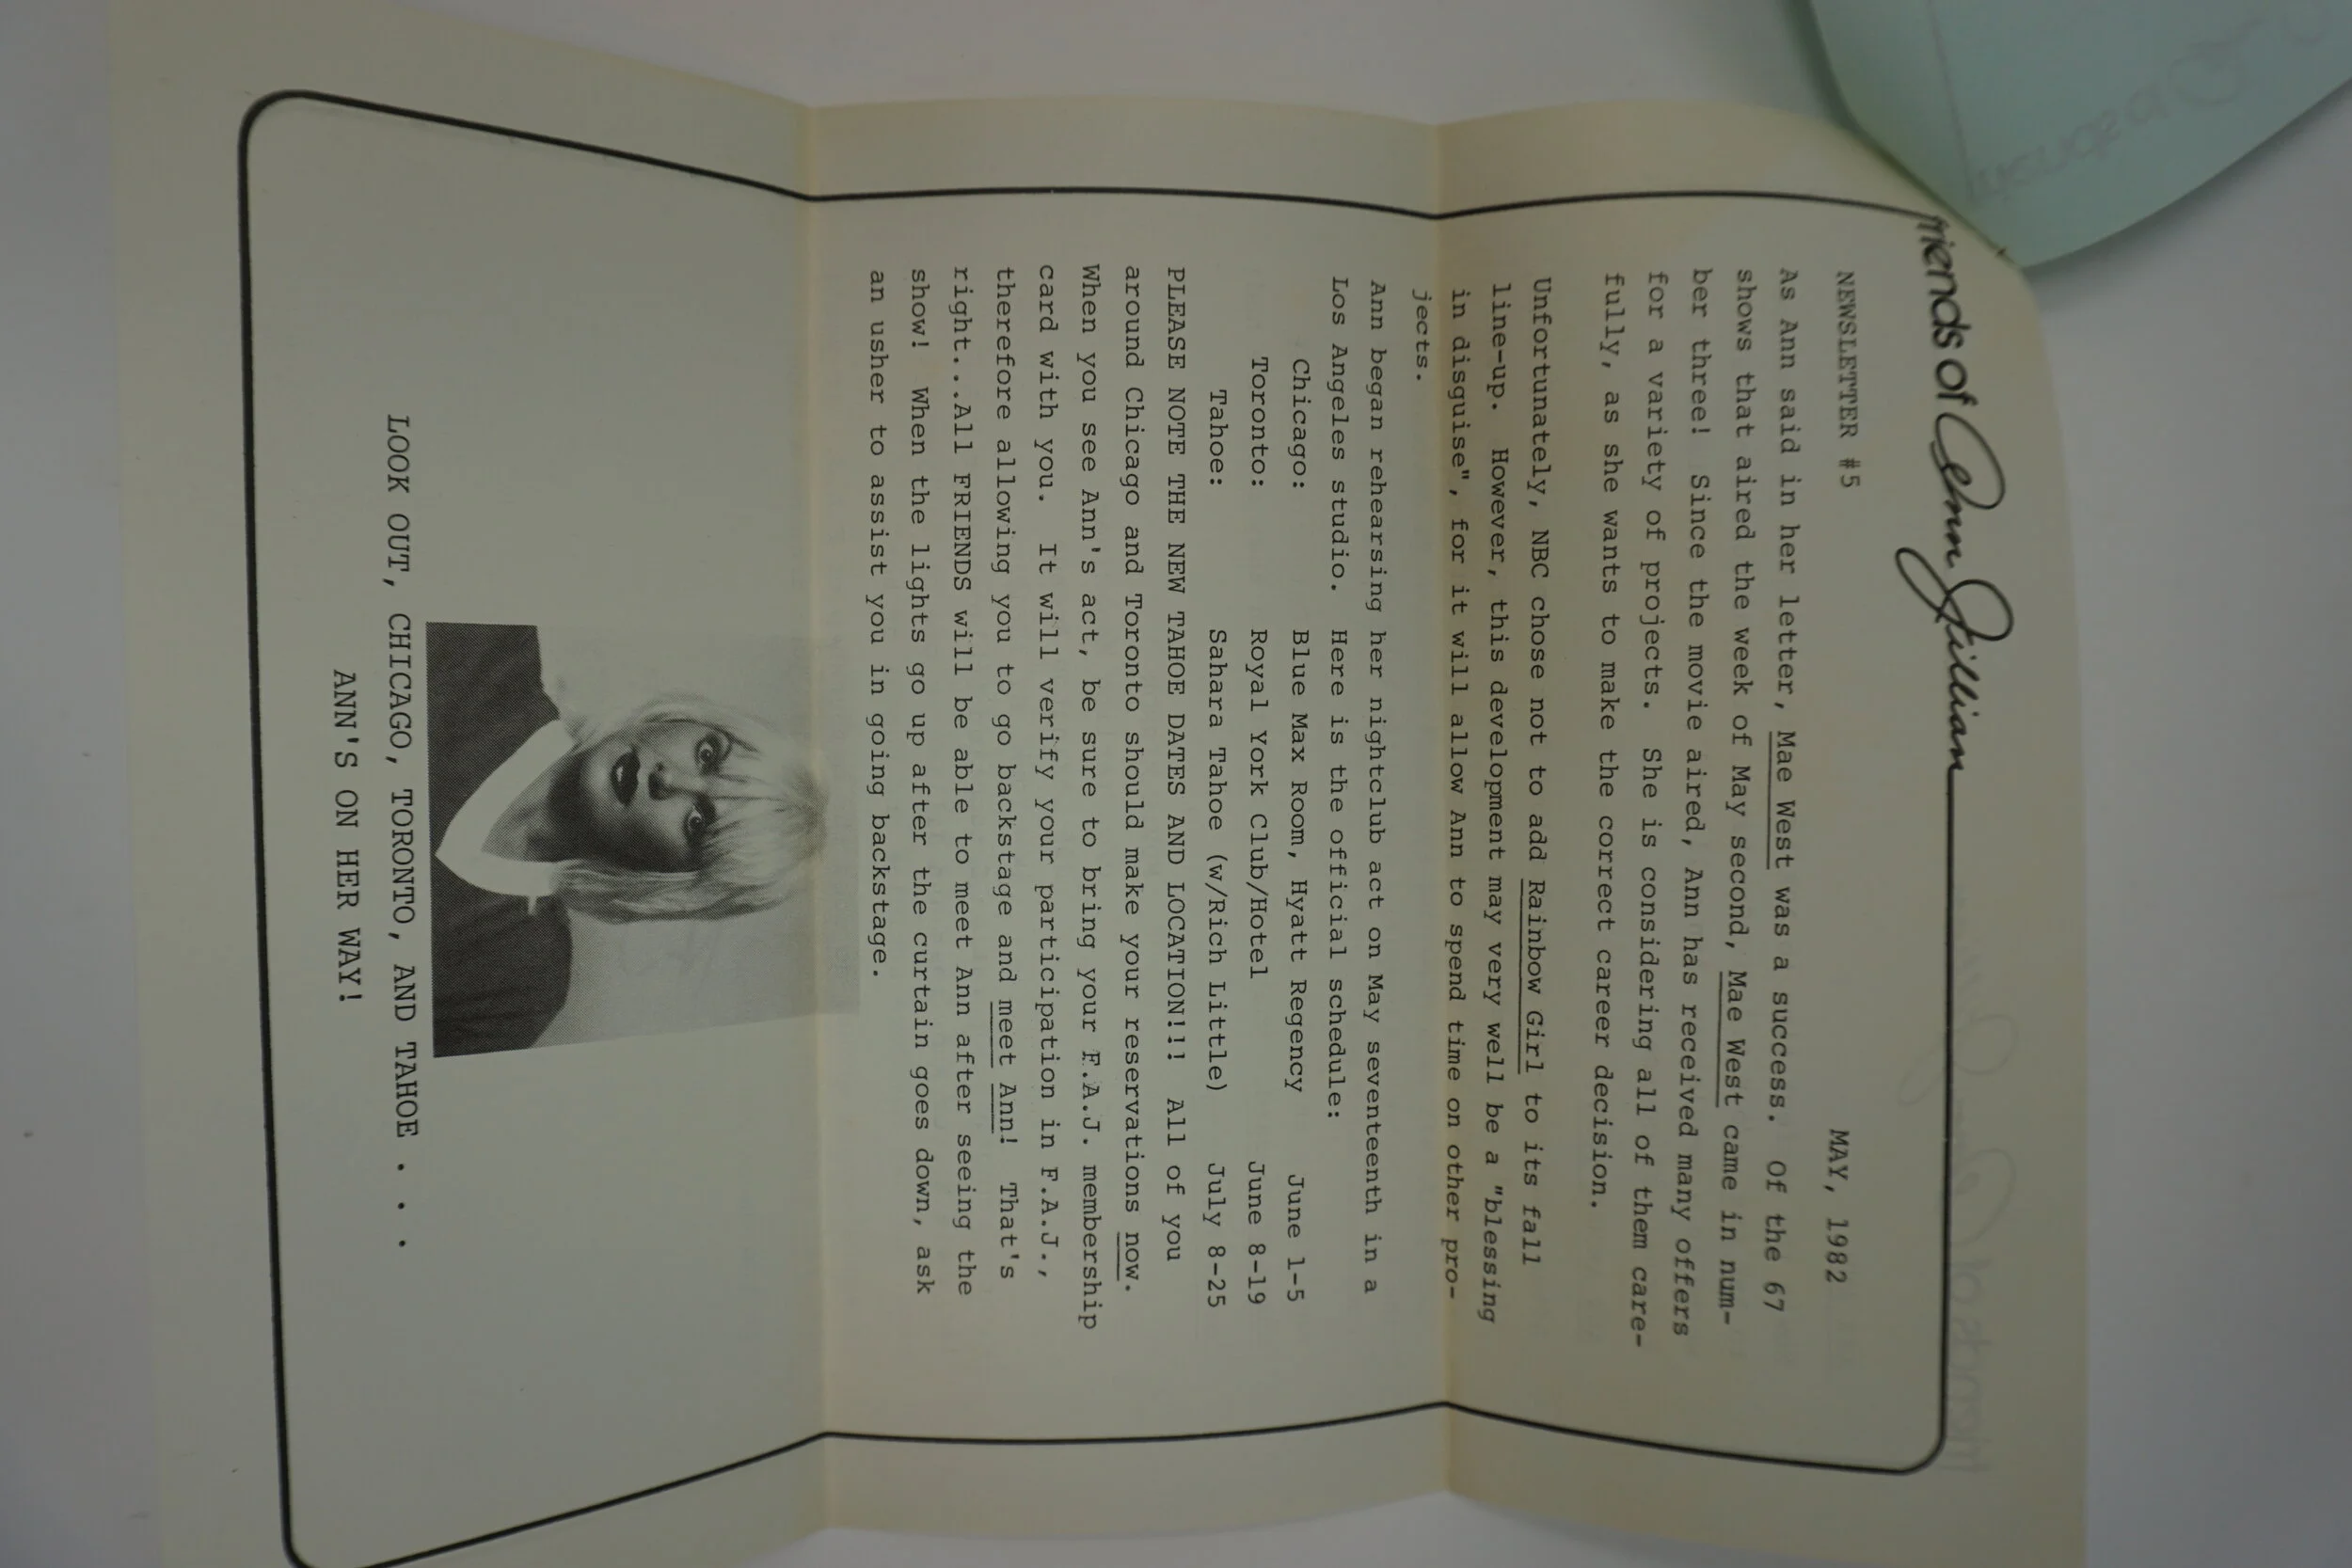 Friends of Ann Jillian
NEWSLETTER #5 MAY, 1982
As Ann said in her letter, Mae West was a success. Of the 67
shows that aired the week of May second, Mae West came in num-
ber three! Since the movie aired, Ann has received many offers
for a variety of projects. She is considering all of them care-
fully, as she wants to make the correct career decision.
Unfortunately, NBC chose not to add Rainbow Girl to its fall
line-up. However, this development may very well be a "blessing
in disguise", for it will allow Ann to spend time on other pro-
jects.
Ann began rehearsing her nightclub act on May seventeenth in a
Los Angeles studio. Here is the official schedule:
Chicago: Blue Max Room, Hyatt Regency June 1-5
Toronto: Royal York Club/Hotel June 8-19
Tahoe: Sahara Tahoe (w/Rich Little) July 8-25
PLEASE NOTE THE NEW TAHOE DATES AND LOCATION!!! All of you
around Chicago and Toronto should make your reservations now.
When you see Ann's act, be sure to bring your F.A.J. membership
card with you. It will verify your participation in F.A.J.,
therefore allowing you to go backstage and meet Ann! That's
right...All FRIENDS will be able to meet Ann after seeing the
show! When the lights go up after the curtain goes down, ask
an usher to assist you in going backstage.
LOOK OUT, CHICAGO, TORONTO, AND TAHOE . . .
ANN'S ON HER WAY!